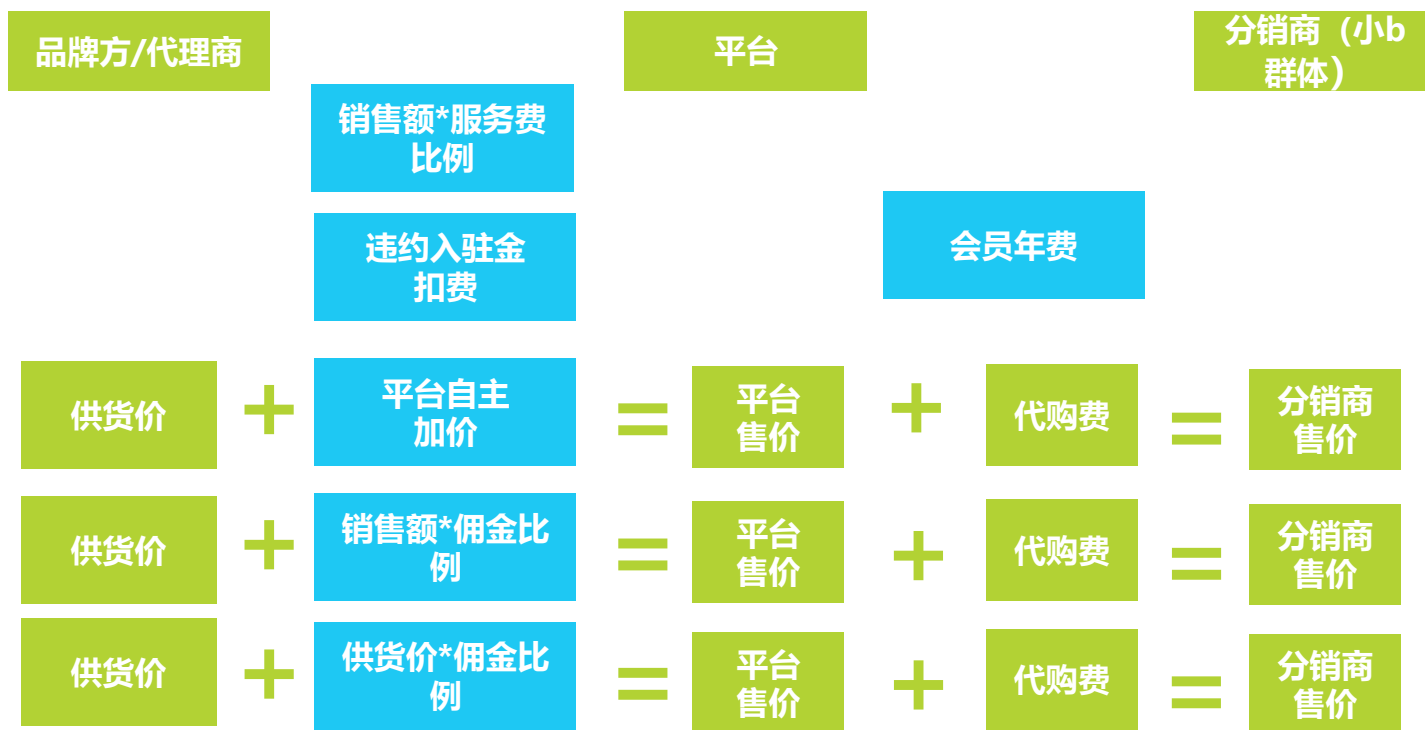 品牌方/代理商
平台
分销商（小b
群体）
销售额*服务费
比例
违约入驻金
扣费
会员年费
供货价
+
平台自主
加价
=
平台
售价
+
代购费
=
分销商
售价
供货价
+
销售额*佣金比
例
=
平台
售价
+
代购费
=
分销商
售价
供货价
+
供货价*佣金比
例
=
平台
售价
+
代购费
=
分销商
售价